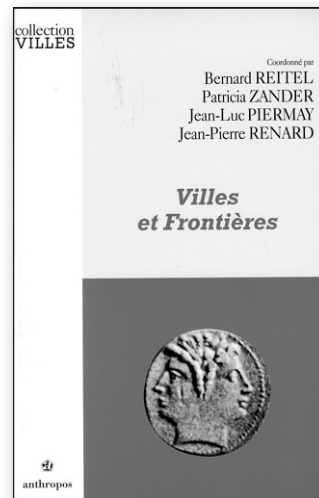 collection
VILLES
Coordonné par
Bernard REITEL
Patricia ZANDER
Jean-Luc PIERMAY
Jean-Pierre RENARD
Villes
et Frontières
anthropos